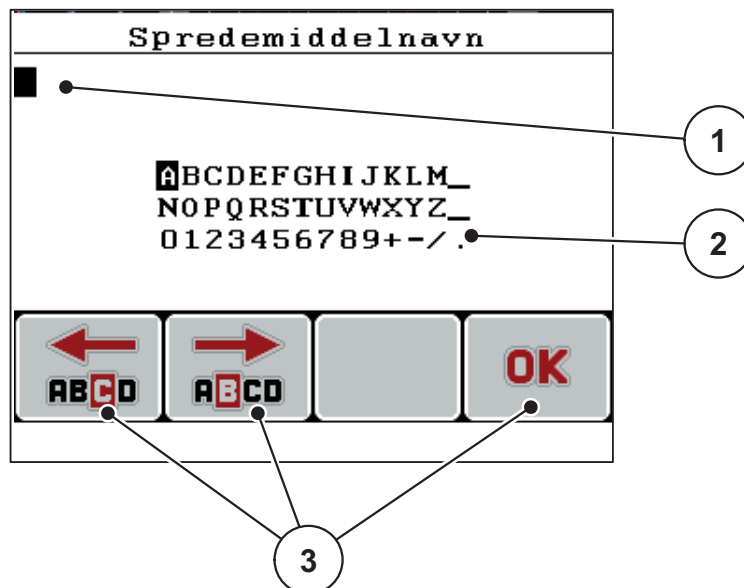 Spredemiddelnavn
1
ABCDEFGHIJKLM_
NOPQRSTUVWXYZ_
0123456789+-/.
2
ABCD ABCD OK
3